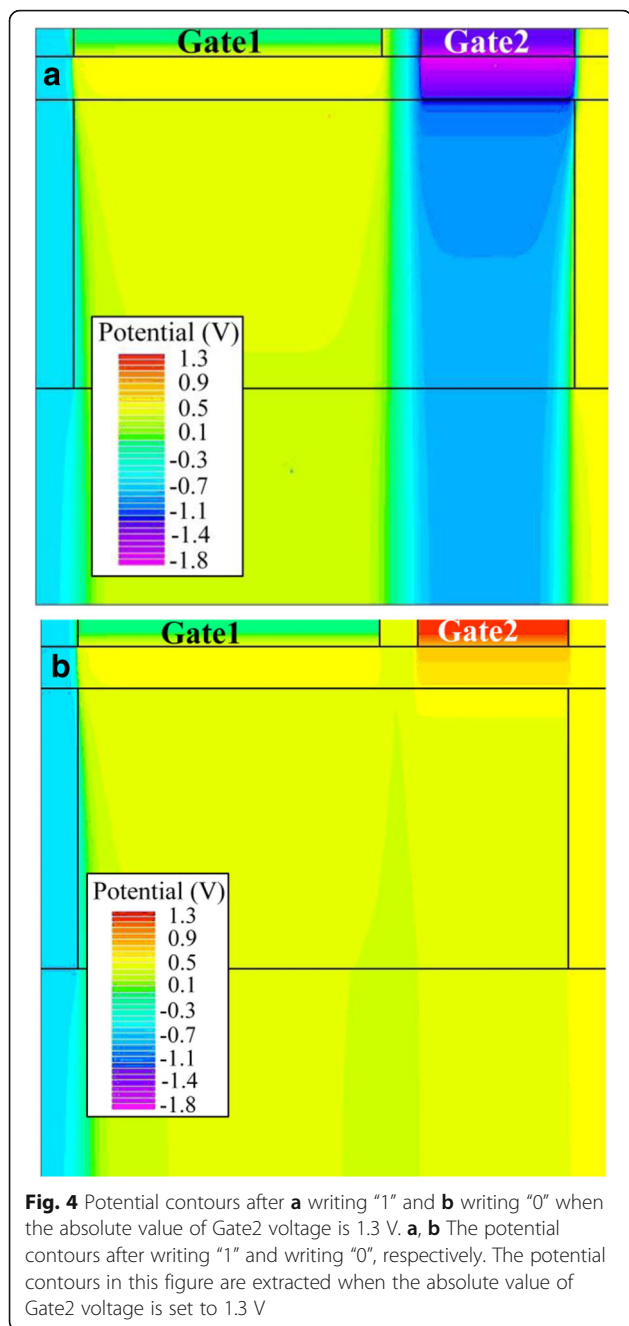 Gate1
Gate2
a
Potential (V)
1.3
0.9
0.5
0.1
-0.3
-0.7
-1.1
-1.4
-1.8
Gate1
Gate2
b
Potential (V)
1.3
0.9
0.5
0.1
-0.3
-0.7
-1.1
-1.4
-1.8
Fig. 4 Potential contours after a writing “1” and b writing “0” when
the absolute value of Gate2 voltage is 1.3 V. a, b The potential
contours after writing “1” and writing “0”, respectively. The potential
contours in this figure are extracted when the absolute value of
Gate2 voltage is set to 1.3 V